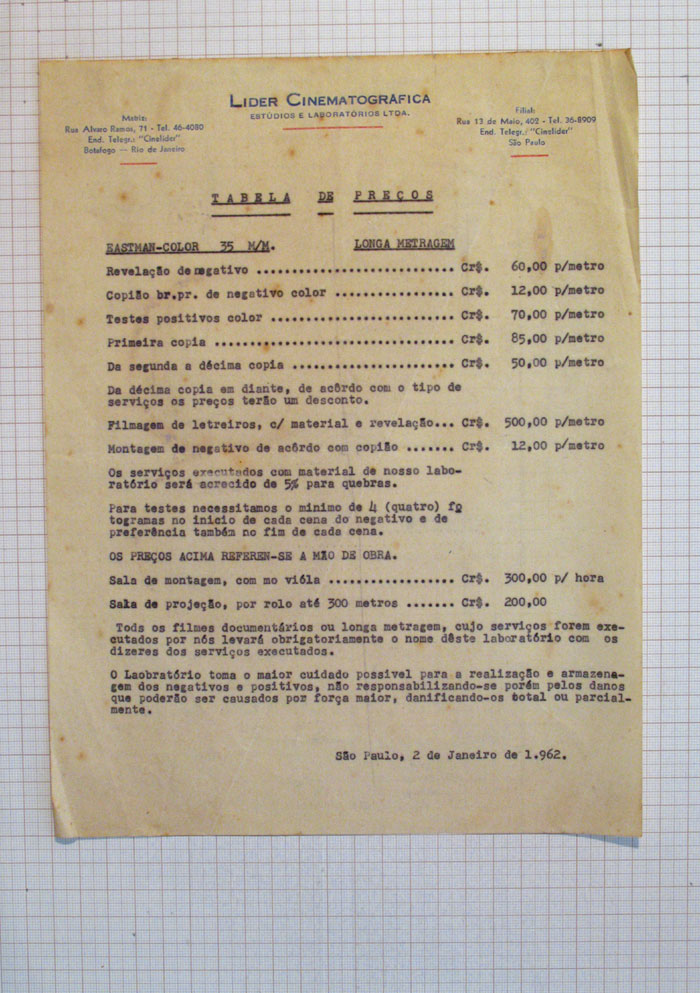 LIDER CINEMATOGRÁFICA
ESTÚDIOS E LABORATÓRIOS LTDA.
Matriz:
Rua Alvaro Ramos, 71 - Tel. 46-4080
End. Telegr.: "Cinelider"
Botafogo — Rio de Janeiro
Filial:
Rua 13 de Maio, 402 - Tel. 36-8909
End. Telegr.: "Cinelider"
São Paulo
TABELA DE PREÇOS
EASTMAN-COLOR 35 M/M. LONGA METRAGEM
Revelação de negativo ............................ Cr$. 60,00 p/metro
Copião br.pr. de negativo color ................. Cr$. 12,00 p/metro
Testes positivos color .......................... Cr$. 70,00 p/metro
Primeira copia .................................. Cr$. 85,00 p/metro
Da segunda a décima copia ....................... Cr$. 50,00 p/metro
Da décima copia em diante, de acôrdo com o tipo de
serviços os preços terão um desconto.
Filmagem de letreiros, c/ material e revelação... Cr$. 500,00 p/metro
Montagem de negativo de acôrdo com copião ....... Cr$. 12,00 p/metro
Os serviços executados com material de nosso labo-
ratório será acrecido de 5% para quebras.
Para testes necessitamos o minimo de 4 (quatro) fo
togramas no inicio de cada cena do negativo e de
preferência também no fim de cada cena.
OS PREÇOS ACIMA REFEREN-SE A MÃO DE OBRA.
Sala de montagem, com mo vióla .................. Cr$. 300,00 p/ hora
Sala de projeção, por rolo até 300 metros ....... Cr$. 200,00
Tods os filmes documentários ou longa metragem, cujo serviços forem exe-
cutados por nós levará obrigatoriamente o nome dêste laboratório com os
dizeres dos serviços executados.
O Laobratório toma o maior cuidado possivel para a realização e armazena-
gem dos negativos e positivos, não responsabilizando-se porém pelos danos
que poderão ser causados por força maior, danificando-os total ou parcial-
mente.
São Paulo, 2 de Janeiro de 1.962.